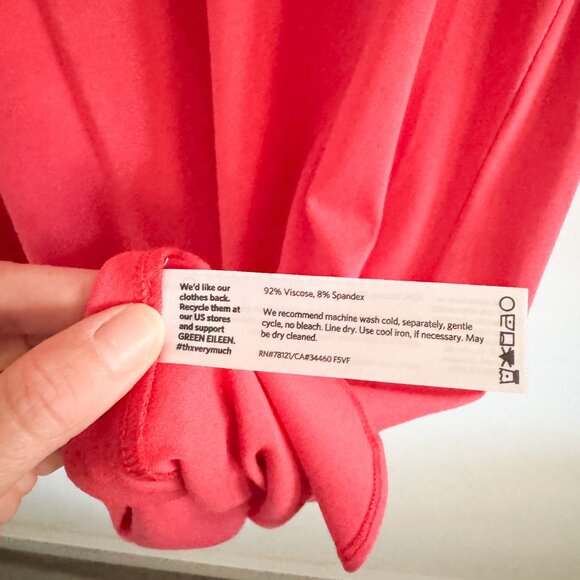 We'd like our
clothes back.
Recycle them at
our US stores
and support
GREEN EILEEN.
#thxverymuch
92% Viscose, 8% Spandex
We recommend machine wash cold, separately, gentle
cycle, no bleach. Line dry. Use cool iron, if necessary. May
be dry cleaned.
RN#78121/CA#34460 F5VF